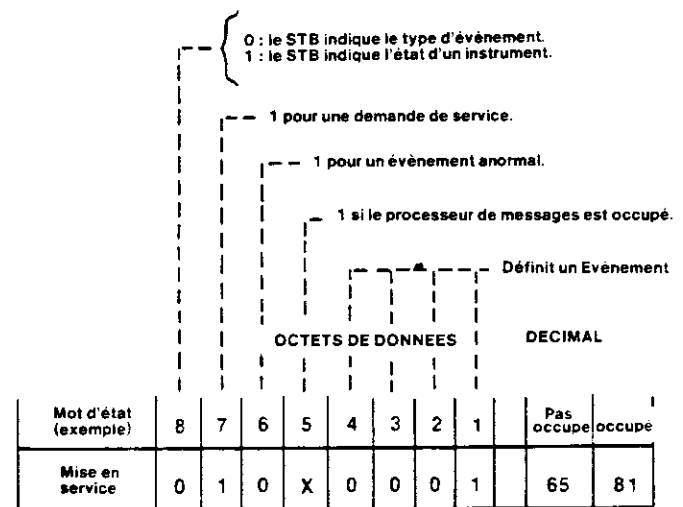 0 : le STB indique le type d'évènement.
1 : le STB indique l'état d'un instrument.
1 pour une demande de service.
1 pour un évènement anormal.
1 si le processeur de messages est occupé.
Définit un Evènement
OCTETS DE DONNEES DECIMAL
Mot d'état
(exemple) 8 7 6 5 4 3 2 1 Pas
occupe occupé
Mise en
service 0 1 0 X 0 0 0 1 65 81